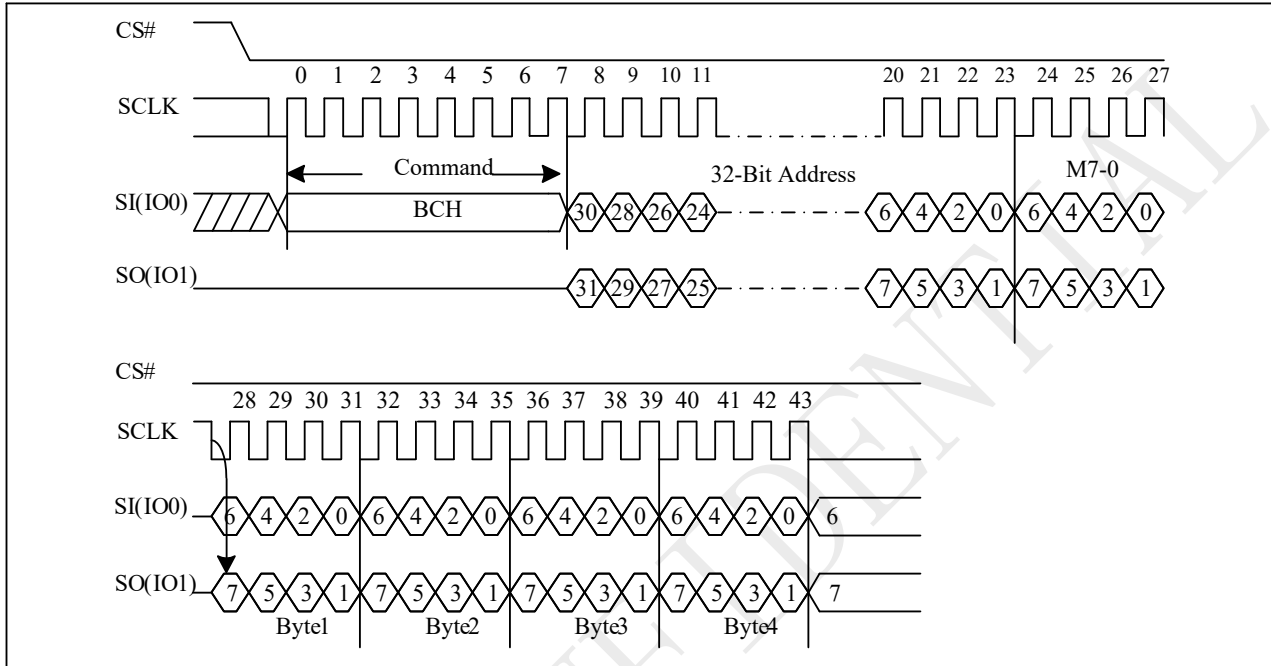 CS#
0 1 2 3 4 5 6 7 8 9 10 11 20 21 22 23 24 25 26 27
SCLK
Command 32-Bit Address M7-0
SI(IO0) BCH 30 28 26 24 6 4 2 0 6 4 2 0
SO(IO1) 31 29 27 25 7 5 3 1 7 5 3 1
CS#
28 29 30 31 32 33 34 35 36 37 38 39 40 41 42 43
SCLK
SI(IO0) 6 4 2 0 6 4 2 0 6 4 2 0 6 4 2 0 6
SO(IO1) 7 5 3 1 7 5 3 1 7 5 3 1 7 5 3 1 7
Byte1 Byte2 Byte3 Byte4